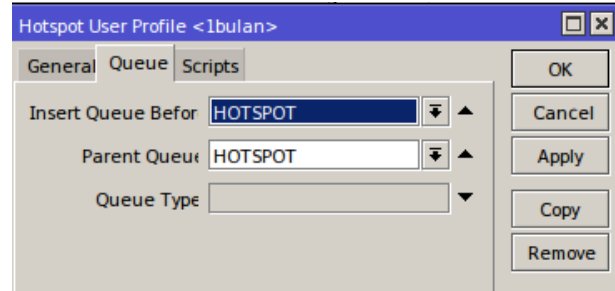 Hotspot User Profile <1bulan>
General Queue Scripts
OK
Insert Queue Befor HOTSPOT
Cancel
Parent Queue HOTSPOT
Apply
Queue Type
Copy
Remove